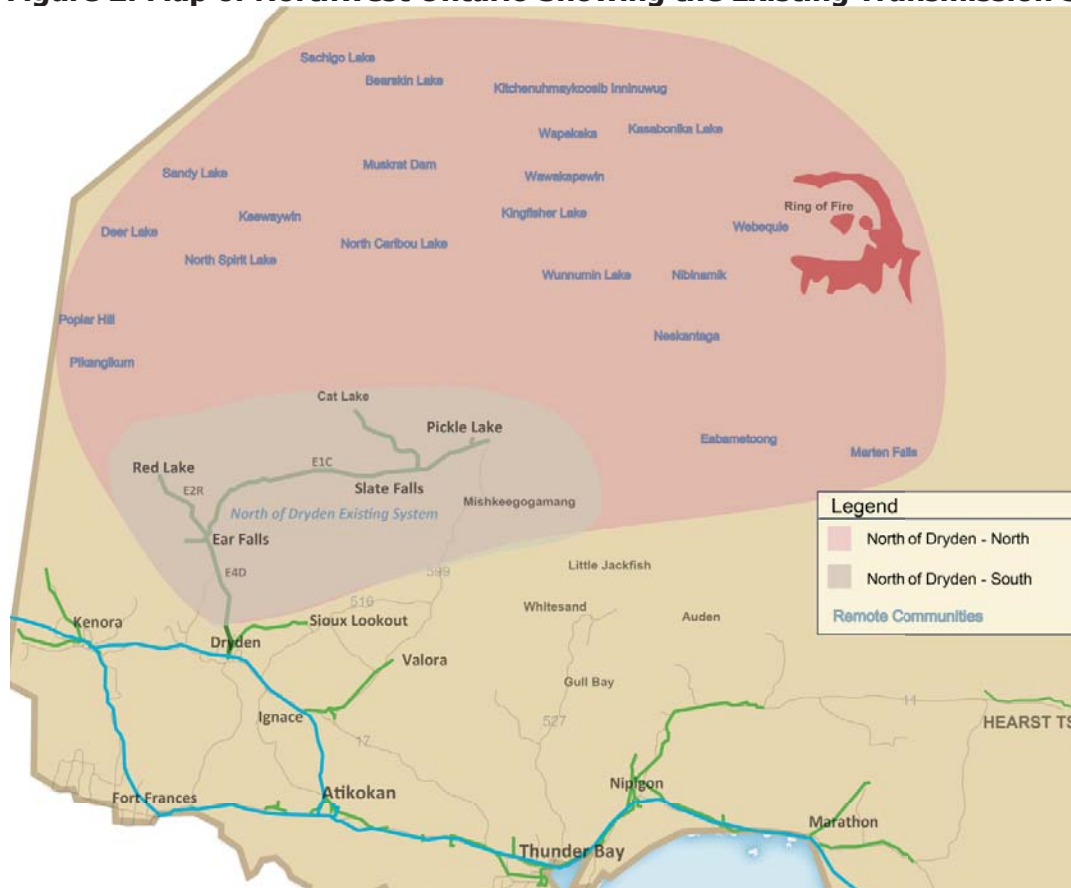 Sachigo Lake
Bearskin Lake
Kitchenuhmaykoosib Inninuwug
Wapekeka
Kasabonika Lake
Muskrat Dam
Sandy Lake
Wawakapewin
Ring of Fire
Keewaywin
Kingfisher Lake
Webequie
Deer Lake
North Caribou Lake
North Spirit Lake
Wunnumin Lake
Nibinamik
Poplar Hill
Neskantaga
Pikangikum
Cat Lake
Pickle Lake
Eabametoong
Marten Falls
Red Lake
E1C
E2R
Slate Falls
Mishkeegogamang
North of Dryden Existing System
Ear Falls
Legend
North of Dryden - North
North of Dryden - South
Remote Communities
E4D
599
Little Jackfish
516
Whitesand
Auden
Kenora
Sioux Lookout
Dryden
Valora
Gull Bay
Ignace
527
11
HEARST TS
17
Nipigon
Fort Frances
Atikokan
Marathon
Thunder Bay